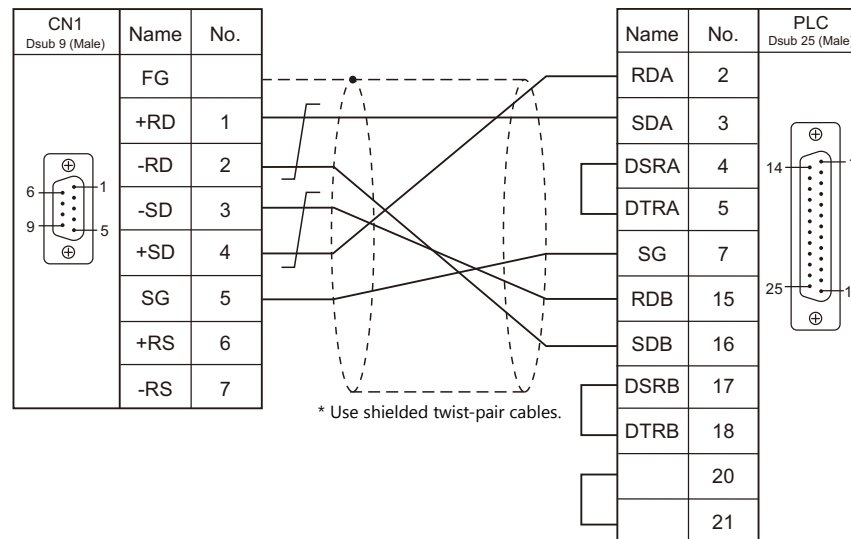 CN1
Dsub 9 (Male)
Name No.
FG
+RD 1
-RD 2
-SD 3
+SD 4
SG 5
+RS 6
-RS 7
6 1
9 5
* Use shielded twist-pair cables.
Name No.
PLC
Dsub 25 (Male)
RDA 2
SDA 3
DSRA 4
DTRA 5
SG 7
RDB 15
SDB 16
DSRB 17
DTRB 18
20
21
14
25